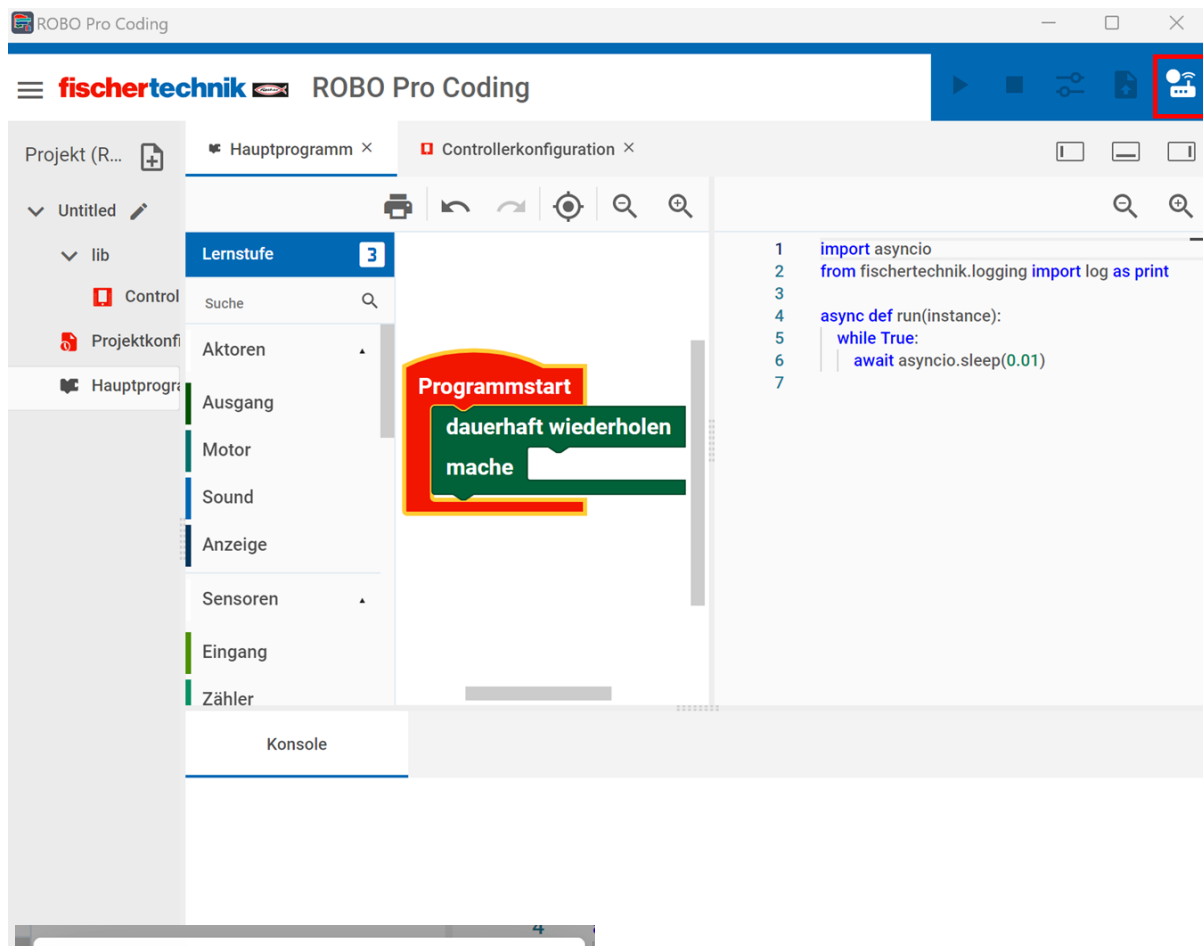 ROBO Pro Coding
fischertechnik ROBO Pro Coding
Projekt (R...
Hauptprogramm
Controllerkonfiguration
Untitled
lib
Control
Projektkonfi
Hauptprogra
Lernstufe 3
Suche
Aktoren
Ausgang
Motor
Sound
Anzeige
Sensoren
Eingang
Zähler
Programmstart
dauerhaft wiederholen
mache
1 import asyncio
2 from fischertechnik.logging import log as print
3
4 async def run(instance):
5 while True:
6 await asyncio.sleep(0.01)
7
Konsole
4